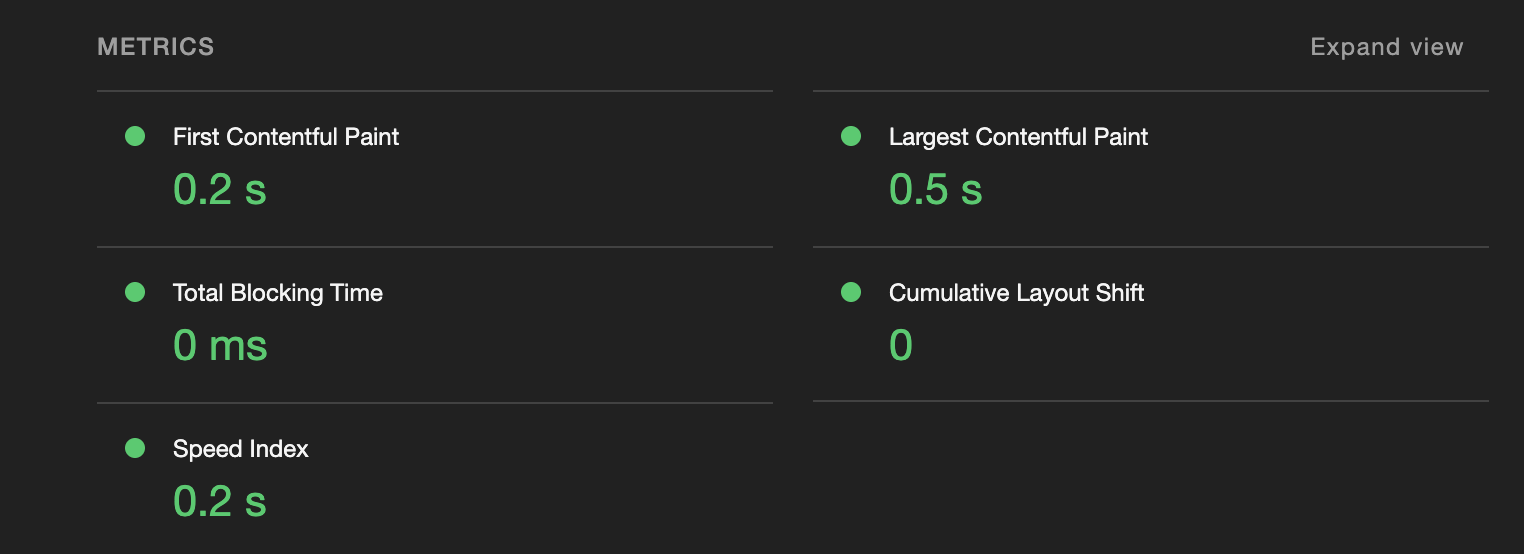 METRICS
Expand view
First Contentful Paint
0.2 s
Largest Contentful Paint
0.5 s
Total Blocking Time
0 ms
Cumulative Layout Shift
0
Speed Index
0.2 s